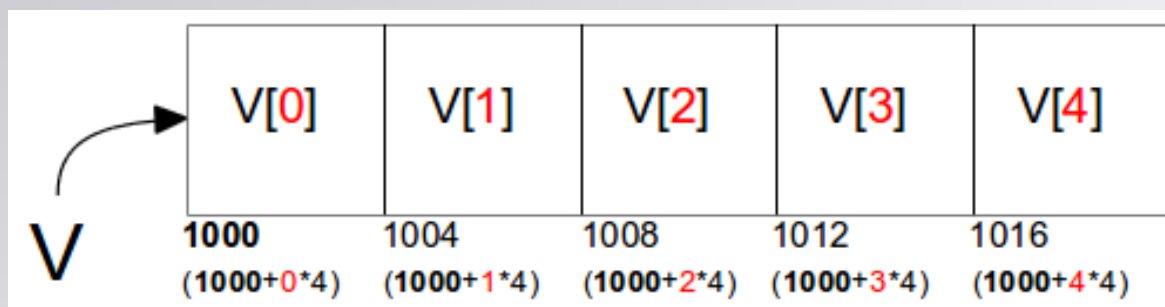 V[0] V[1] V[2] V[3] V[4]
V
1000 1004 1008 1012 1016
(1000+0*4) (1000+1*4) (1000+2*4) (1000+3*4) (1000+4*4)